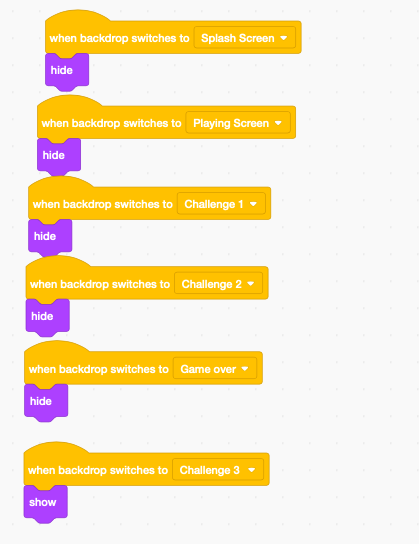 when backdrop switches to Splash Screen
hide
when backdrop switches to Playing Screen
hide
when backdrop switches to Challenge 1
hide
when backdrop switches to Challenge 2
hide
when backdrop switches to Game over
hide
when backdrop switches to Challenge 3
show